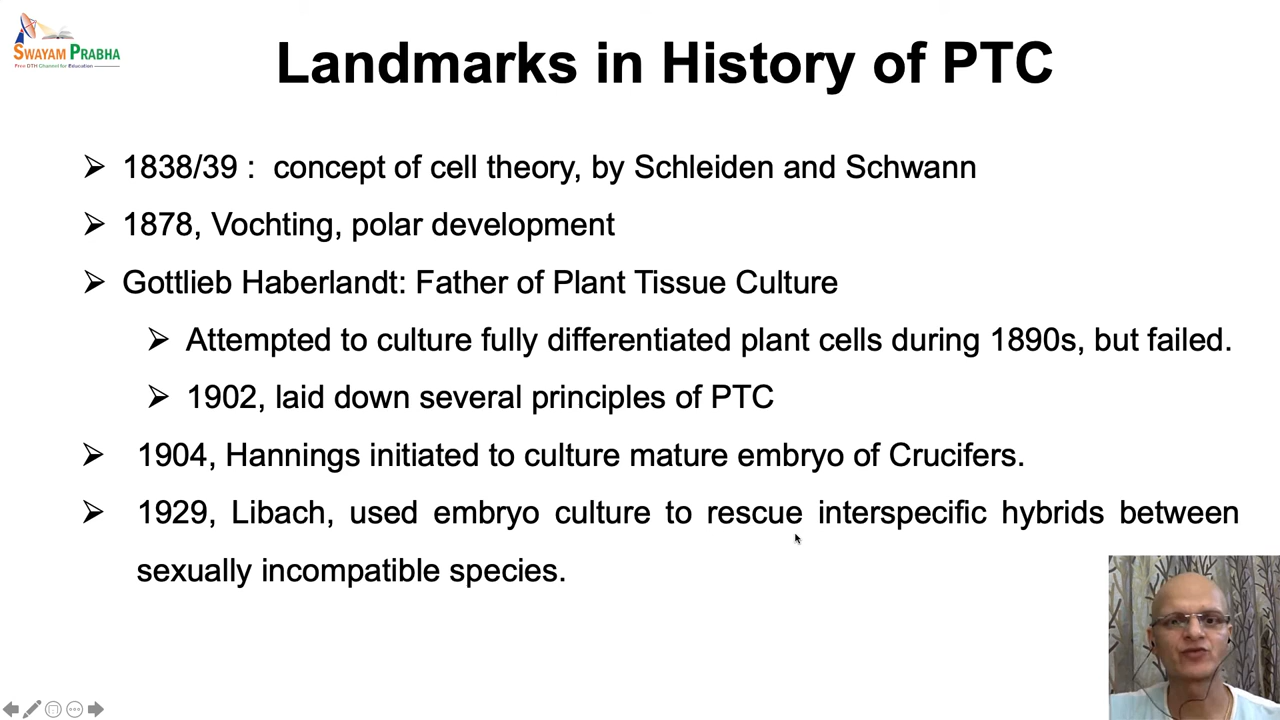 SWAYAM PRABHA
Free DTH Channel for Education
Landmarks in History of PTC
➢ 1838/39 : concept of cell theory, by Schleiden and Schwann
➢ 1878, Vochting, polar development
➢ Gottlieb Haberlandt: Father of Plant Tissue Culture
➢ Attempted to culture fully differentiated plant cells during 1890s, but failed.
➢ 1902, laid down several principles of PTC
➢ 1904, Hannings initiated to culture mature embryo of Crucifers.
➢ 1929, Libach, used embryo culture to rescue interspecific hybrids between
sexually incompatible species.